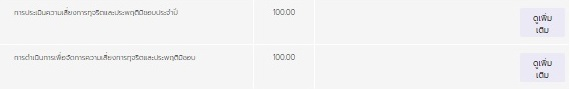 การประเมินความเสี่ยงการทุจริตและประพฤติมิชอบประจำปี
100.00
ดูเพิ่ม
เติม
การดำเนินการเพื่อจัดการความเสี่ยงการทุจริตและประพฤติมิชอบ
100.00
ดูเพิ่ม
เติม